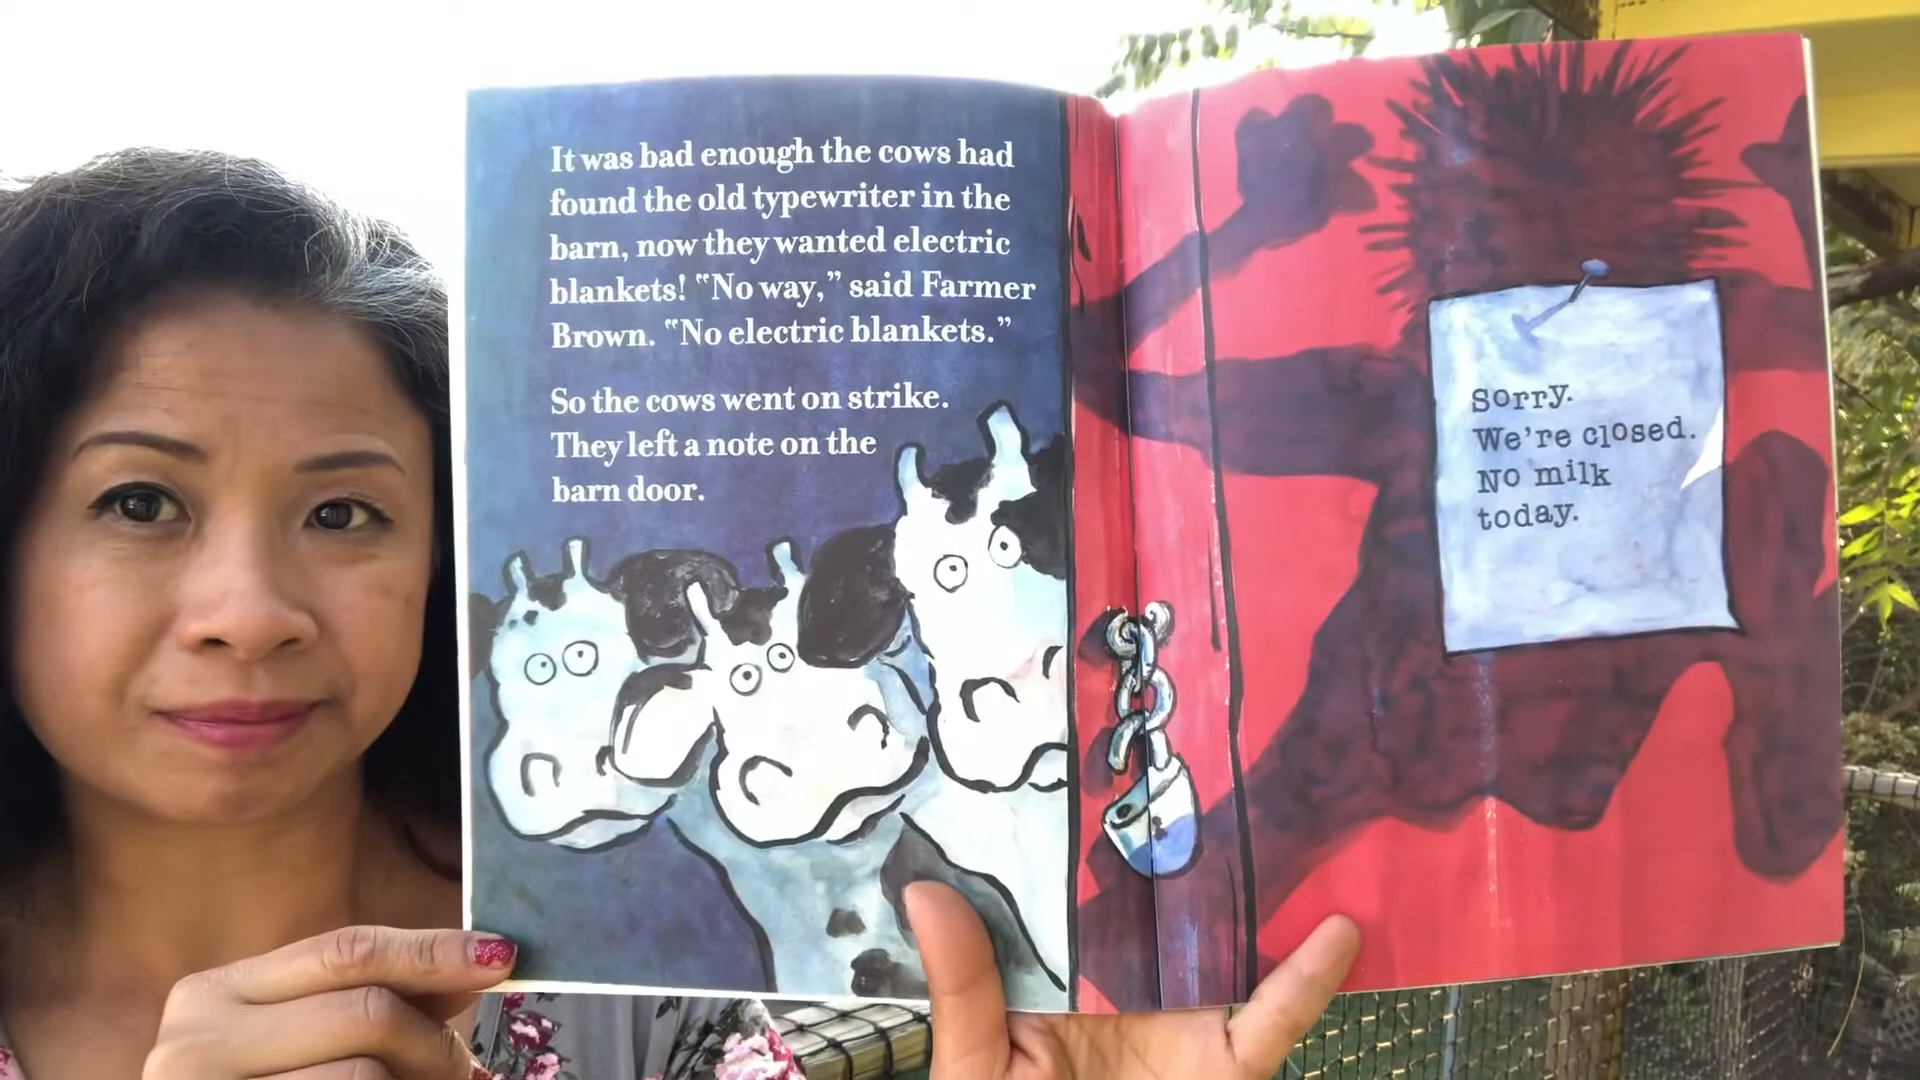 It was bad enough the cows had
found the old typewriter in the
barn, now they wanted electric
blankets! "No way," said Farmer
Brown. "No electric blankets."
So the cows went on strike.
They left a note on the
barn door.
Sorry.
We're closed.
No milk
today.